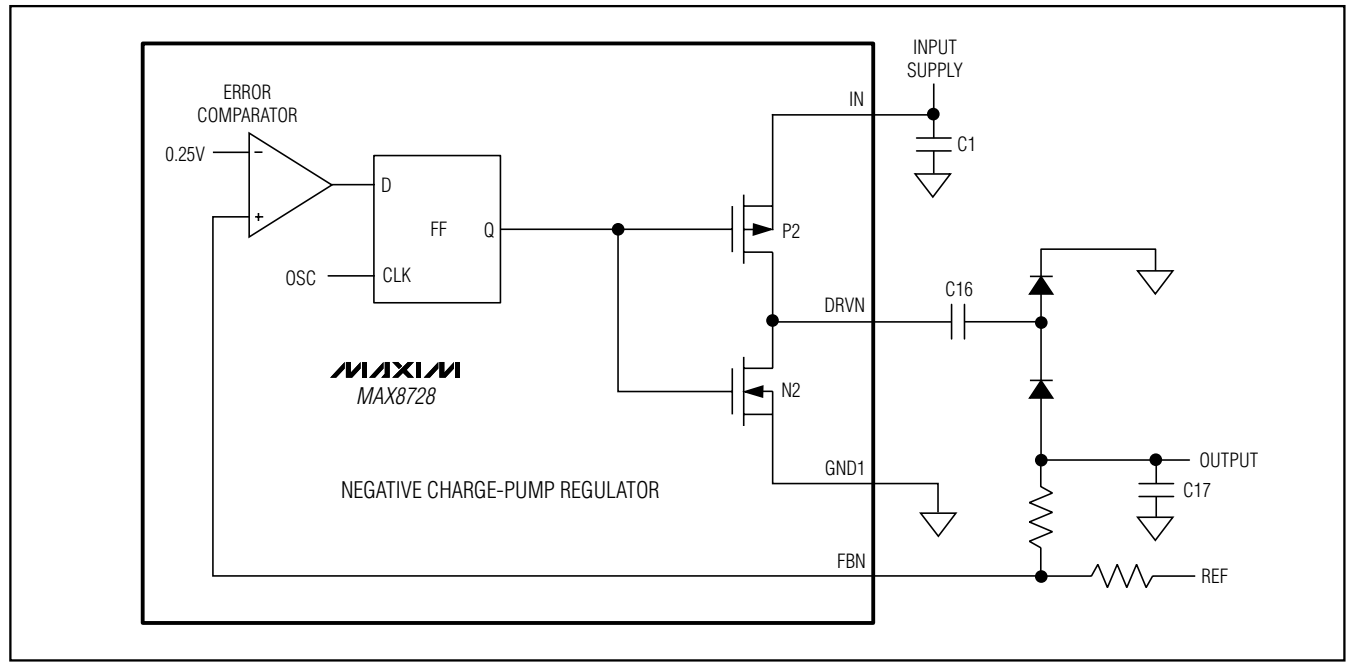 INPUT
SUPPLY
ERROR
COMPARATOR
IN
0.25V
−
C1
D
+
FF
Q
P2
OSC
CLK
C16
DRVN
MAXIM
MAX8728
N2
OUTPUT
GND1
C17
NEGATIVE CHARGE-PUMP REGULATOR
FBN
REF